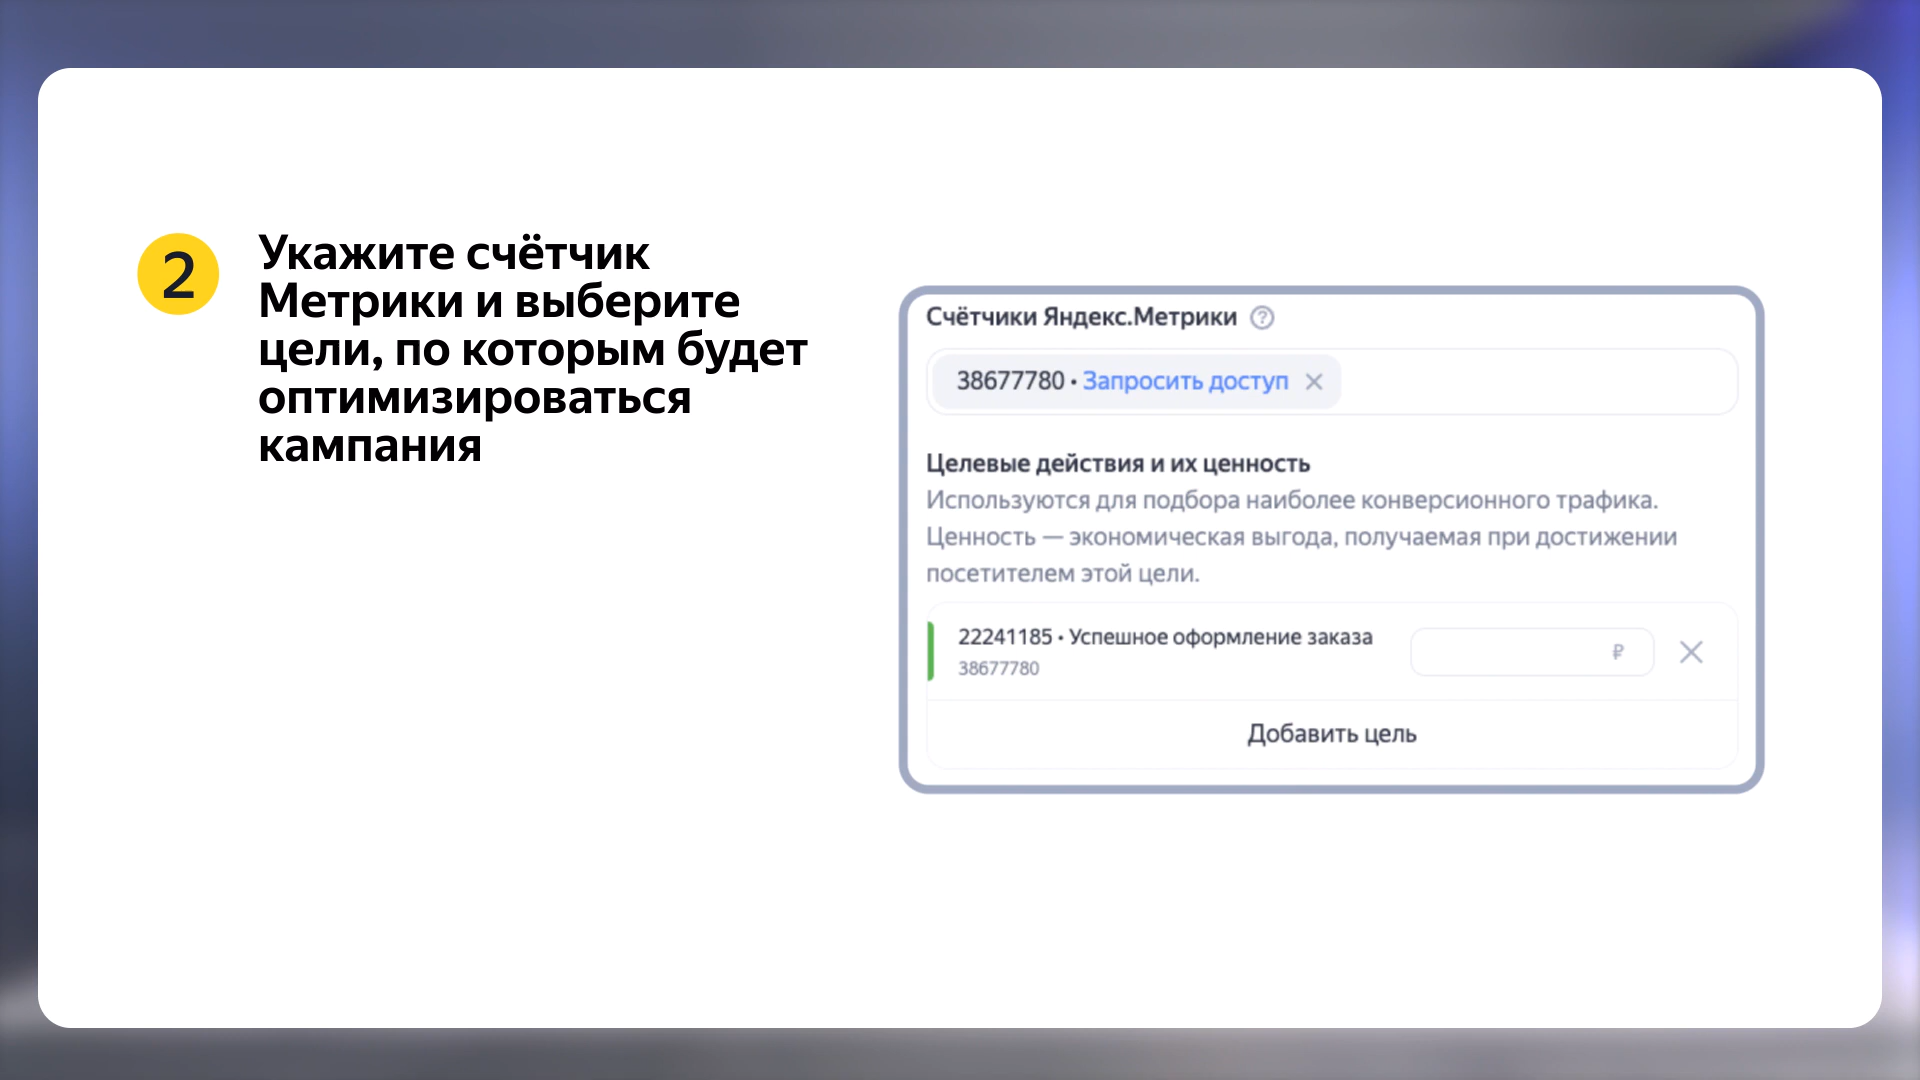 2
Укажите счётчик
Метрики и выберите
цели, по которым будет
оптимизироваться
кампания
Счётчики Яндекс.Метрики ?
38677780 • Запросить доступ ×
Целевые действия и их ценность
Используются для подбора наиболее конверсионного трафика.
Ценность — экономическая выгода, получаемая при достижении
посетителем этой цели.
22241185 • Успешное оформление заказа
38677780
₽
Добавить цель